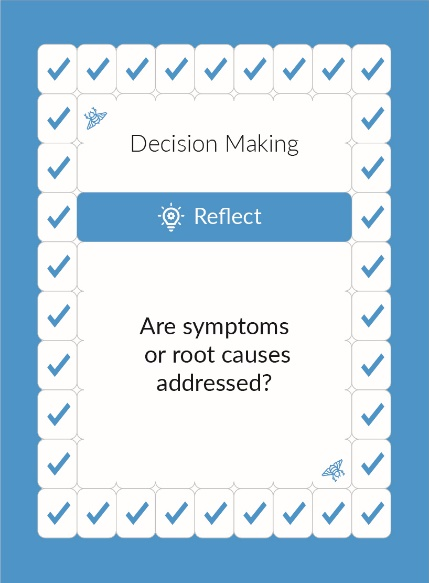 Decision Making
Reflect
Are symptoms
or root causes
addressed?